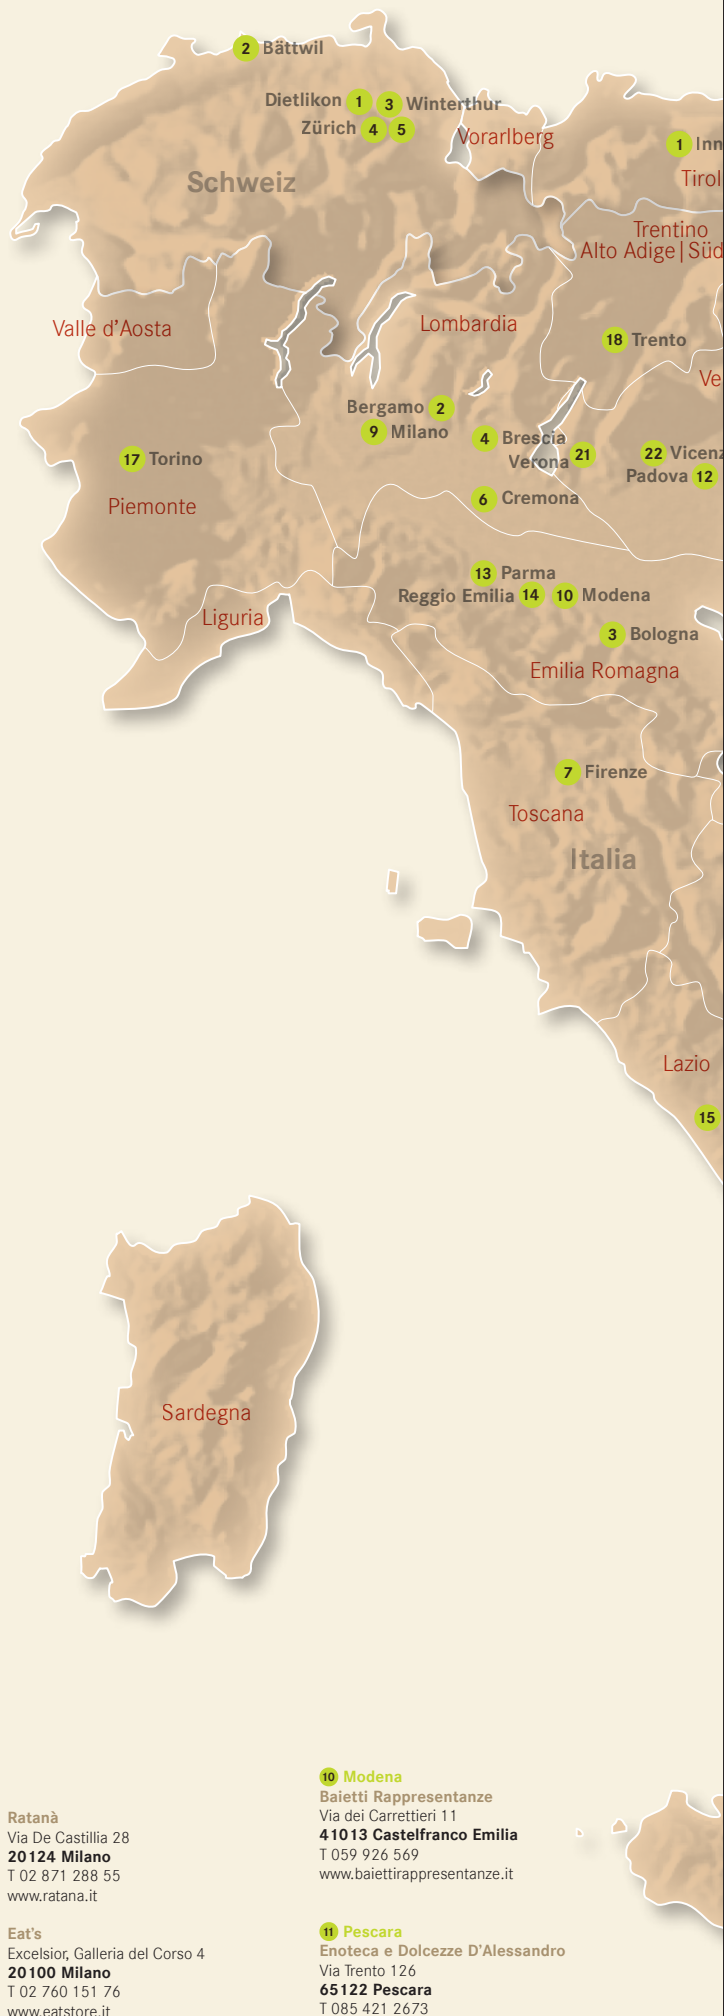 2 Bättwil
Dietlikon 1
3 Winterthur
Zürich 4 5
Vorarlberg
1 Inn
Schweiz
Tirol
Trentino
Alto Adige|Süd
Valle d'Aosta
Lombardia
18 Trento
Ve
Bergamo 2
9 Milano
4 Brescia
Verona 21
22 Vicenz
Padova 12
17 Torino
Piemonte
6 Cremona
13 Parma
Reggio Emilia 14
10 Modena
Liguria
3 Bologna
Emilia Romagna
7 Firenze
Toscana
Italia
Lazio
15
Sardegna
Ratanà
Via De Castillia 28
20124 Milano
T 02 871 288 55
www.ratana.it
Eat's
Excelsior, Galleria del Corso 4
20100 Milano
T 02 760 151 76
www.eatstore.it
10 Modena
Baietti Rappresentanze
Via dei Carrettieri 11
41013 Castelfranco Emilia
T 059 926 569
www.baiettirappresentanze.it
11 Pescara
Enoteca e Dolcezze D'Alessandro
Via Trento 126
65122 Pescara
T 085 421 2673